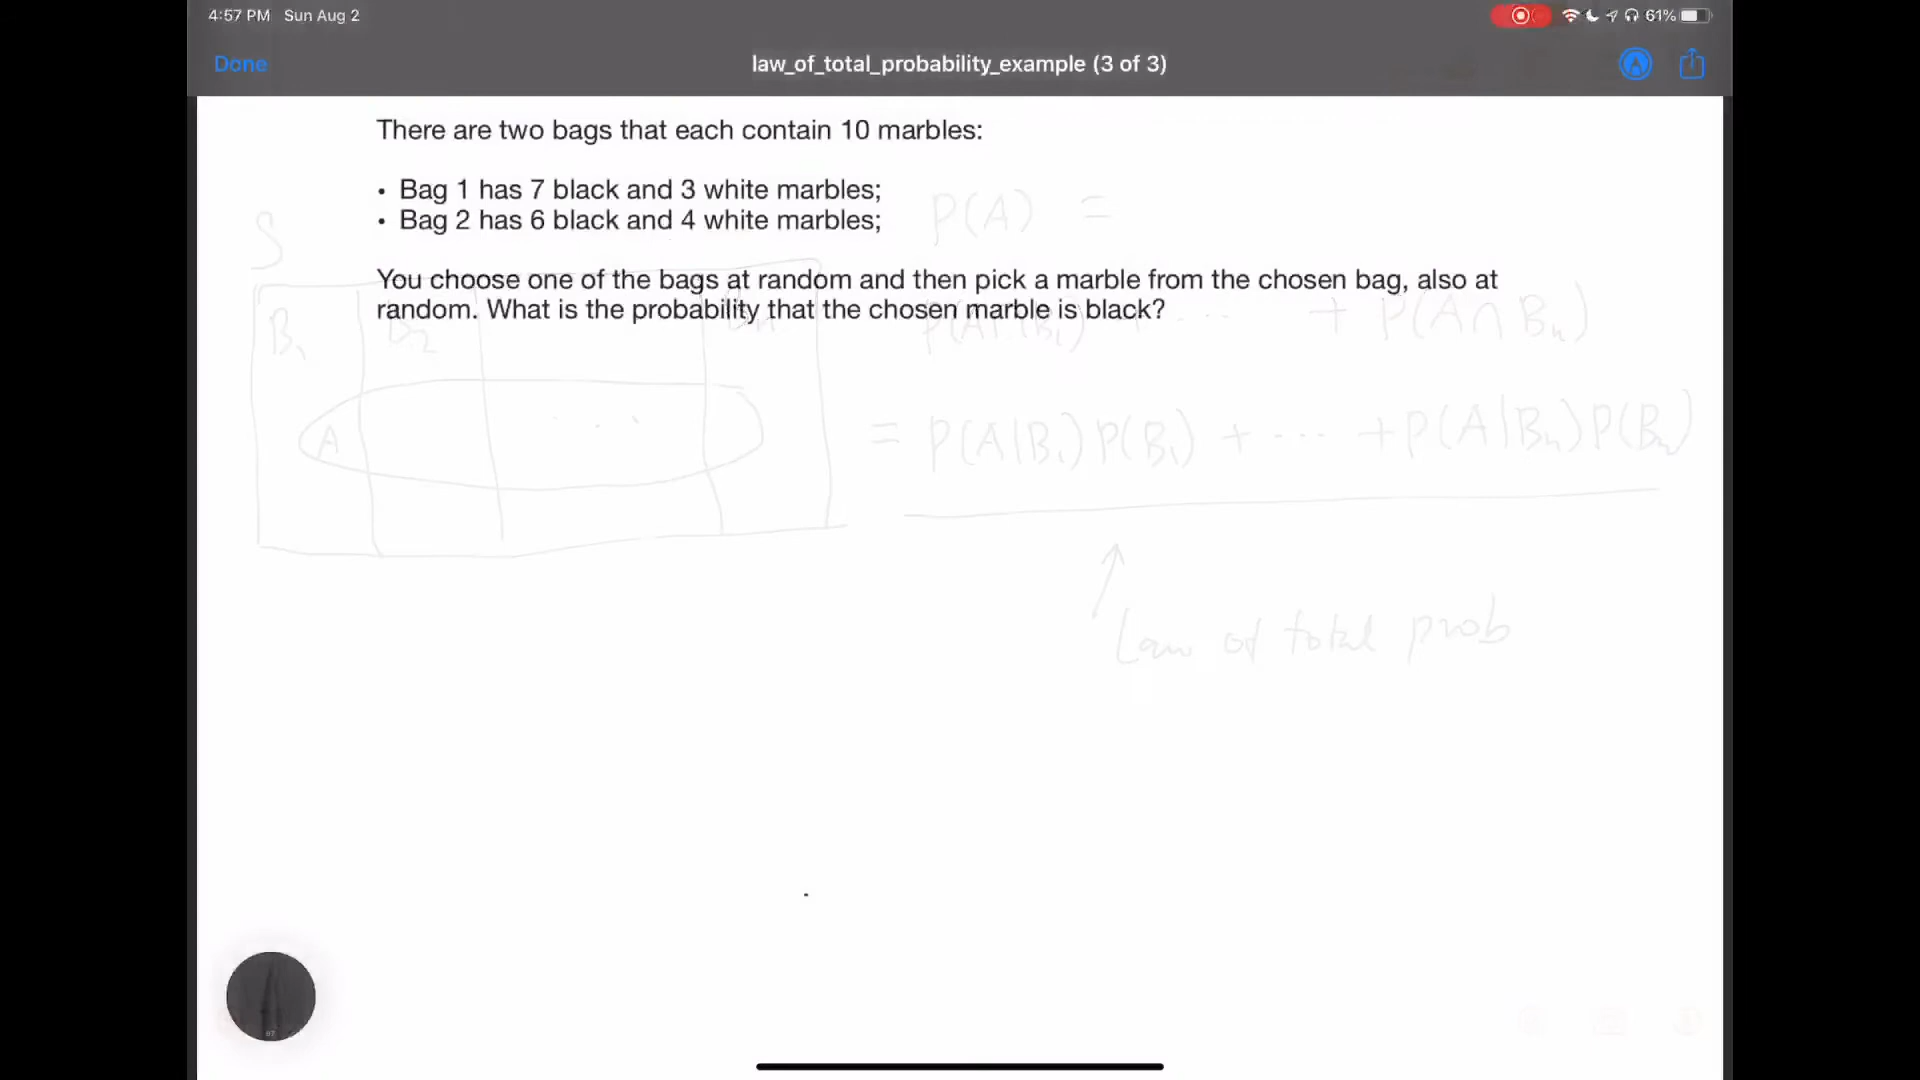 4:57 PM Sun Aug 2
61%
Done
law_of_total_probability_example (3 of 3)
There are two bags that each contain 10 marbles:
• Bag 1 has 7 black and 3 white marbles;
• Bag 2 has 6 black and 4 white marbles;
You choose one of the bags at random and then pick a marble from the chosen bag, also at
random. What is the probability that the chosen marble is black?
S
P(A) =
B₁ B₂ Bₙ
P(A∩B₁) + ... + P(A∩Bₙ)
A ...
= P(A|B₁)P(B₁) + ... + P(A|Bₙ)P(Bₙ)
Law of total prob
97